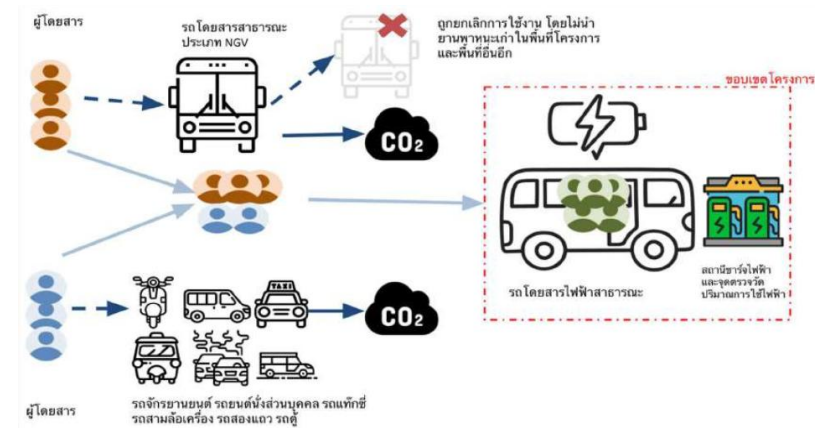 ผู้โดยสาร
รถโดยสารสาธารณะ
ประเภท NGV
ถูกยกเลิกการใช้งาน โดยไม่นำ
ยานพาหนะเก่าในพื้นที่โครงการ
และพื้นที่อื่นอีก
ขอบเขตโครงการ
CO2
รถโดยสารไฟฟ้าสาธารณะ
สถานีชาร์จไฟฟ้า
และจุดตรวจวัด
ปริมาณการใช้ไฟฟ้า
TAXI
CO2
ผู้โดยสาร
รถจักรยานยนต์ รถยนต์นั่งส่วนบุคคล รถแท็กซี่
รถสามล้อเครื่อง รถสองแถว รถตู้